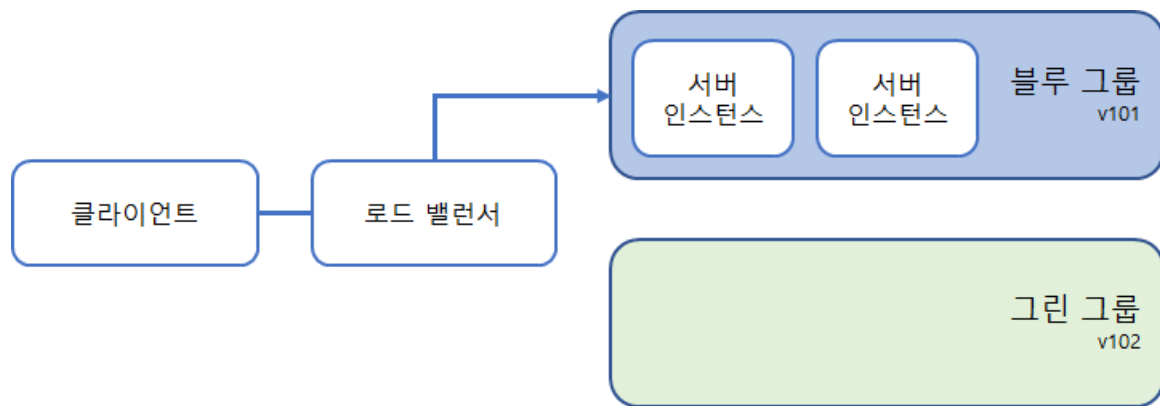 서버
인스턴스
서버
인스턴스
블루 그룹
v101
클라이언트
로드 밸런서
그린 그룹
v102